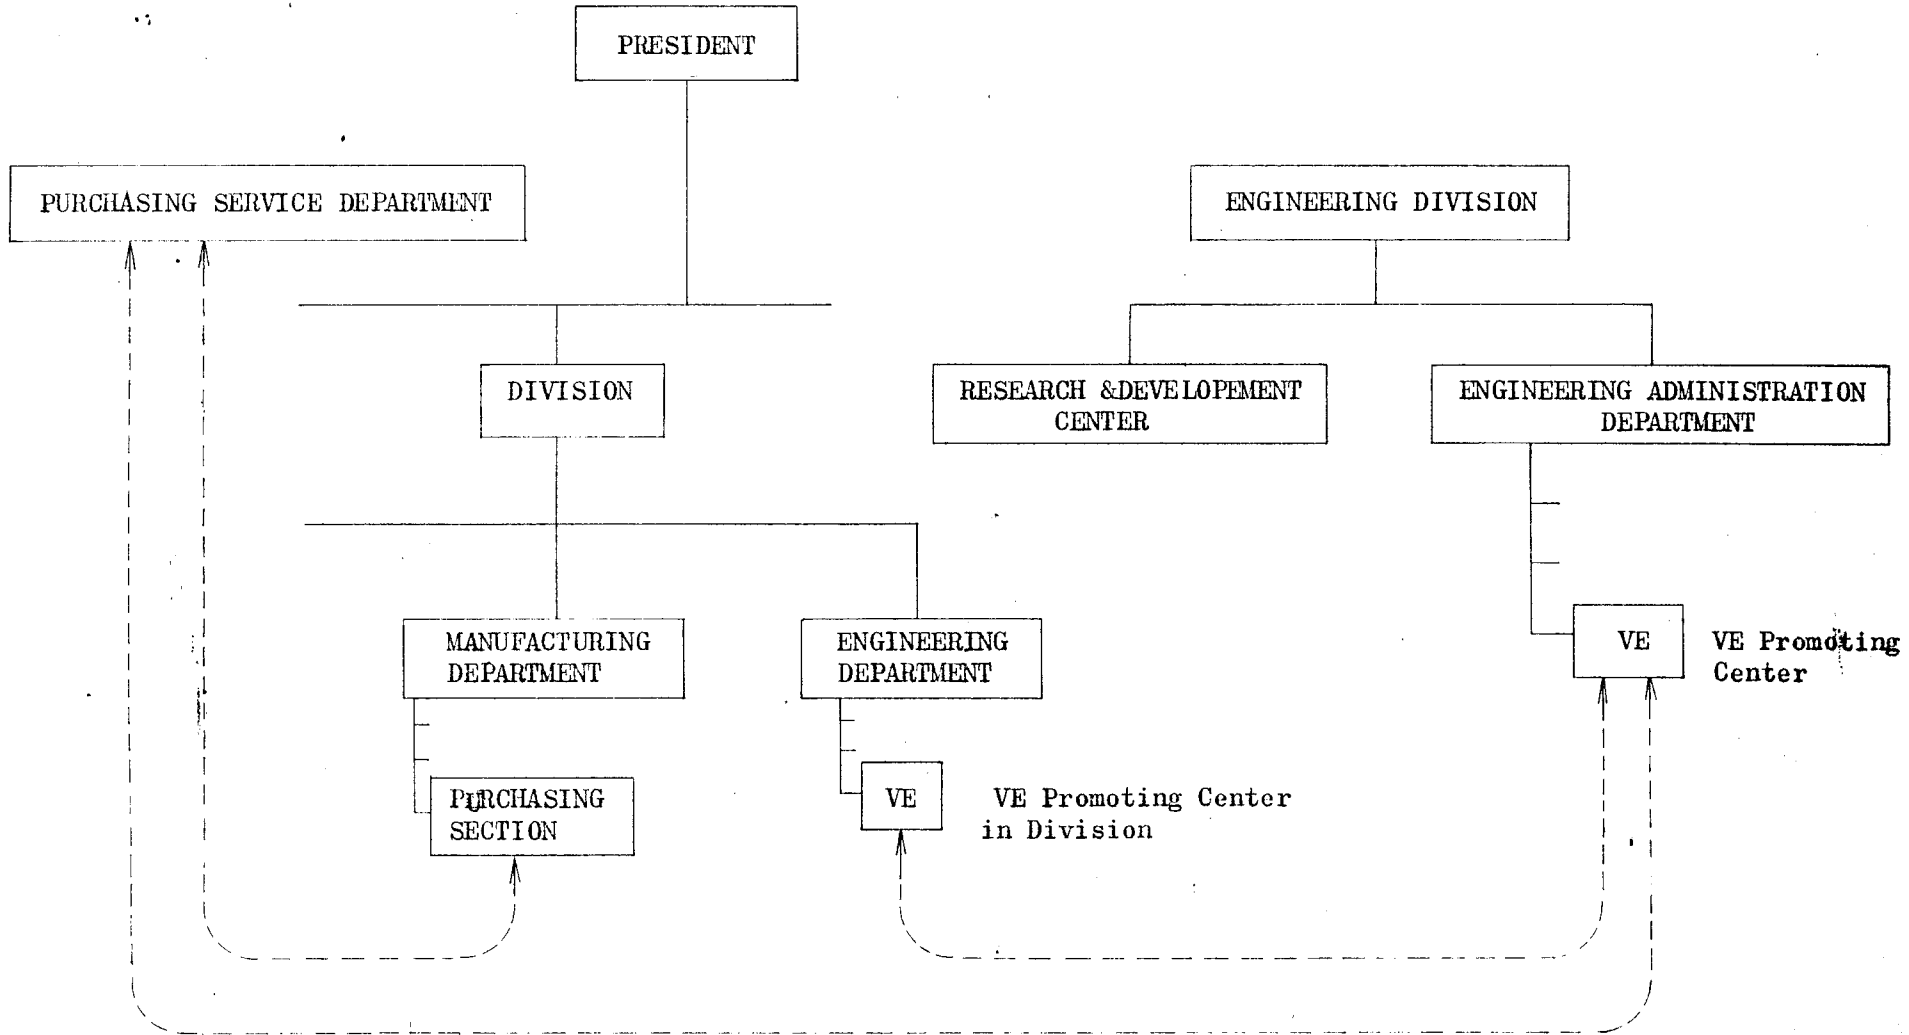 PRESIDENT
PURCHASING SERVICE DEPARTMENT
ENGINEERING DIVISION
DIVISION
RESEARCH &DEVELOPEMENT
CENTER
ENGINEERING ADMINISTRATION
DEPARTMENT
MANUFACTURING
DEPARTMENT
ENGINEERING
DEPARTMENT
VE
VE Promoting
Center
PURCHASING
SECTION
VE
VE Promoting Center
in Division